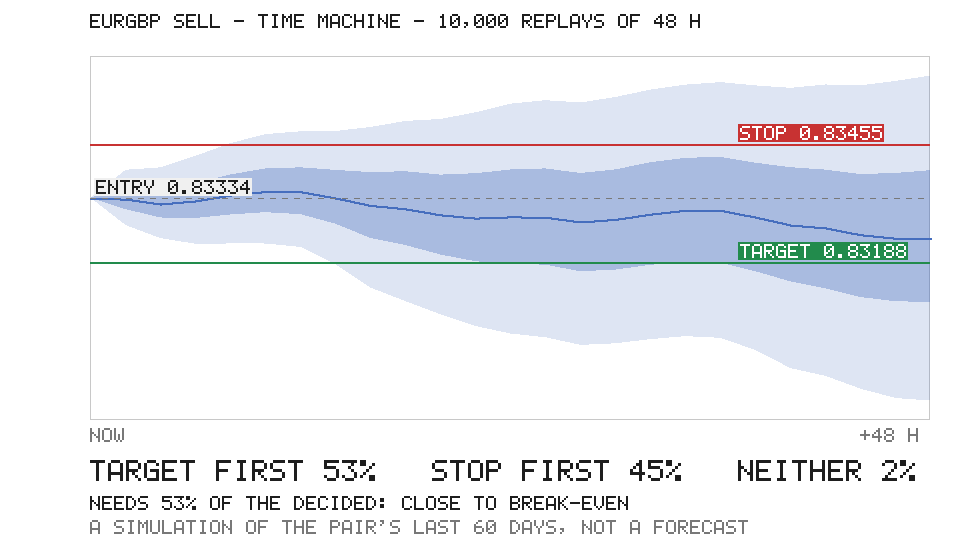 EURGBP SELL - TIME MACHINE - 10,000 REPLAYS OF 48 H
STOP 0.83455
ENTRY 0.83334
TARGET 0.83188
NOW
+48 H
TARGET FIRST 53% STOP FIRST 45% NEITHER 2%
NEEDS 53% OF THE DECIDED: CLOSE TO BREAK-EVEN
A SIMULATION OF THE PAIR'S LAST 60 DAYS, NOT A FORECAST